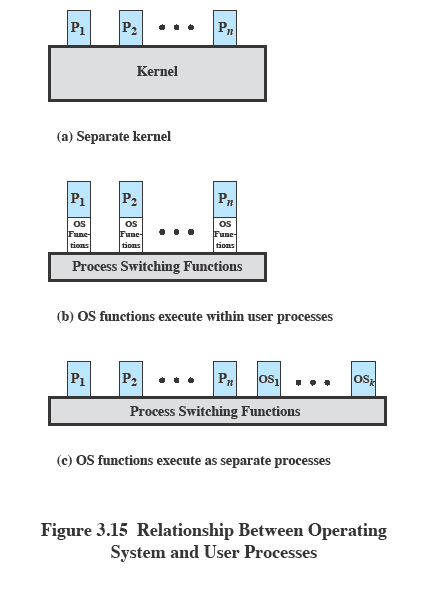 P1 P2 • • • Pn
Kernel
(a) Separate kernel
P1 P2 Pn
OS OS OS
Func- Func- • • • Func-
tions tions tions
Process Switching Functions
(b) OS functions execute within user processes
P1 P2 • • • Pn OS1 • • • OSk
Process Switching Functions
(c) OS functions execute as separate processes
Figure 3.15 Relationship Between Operating
System and User Processes